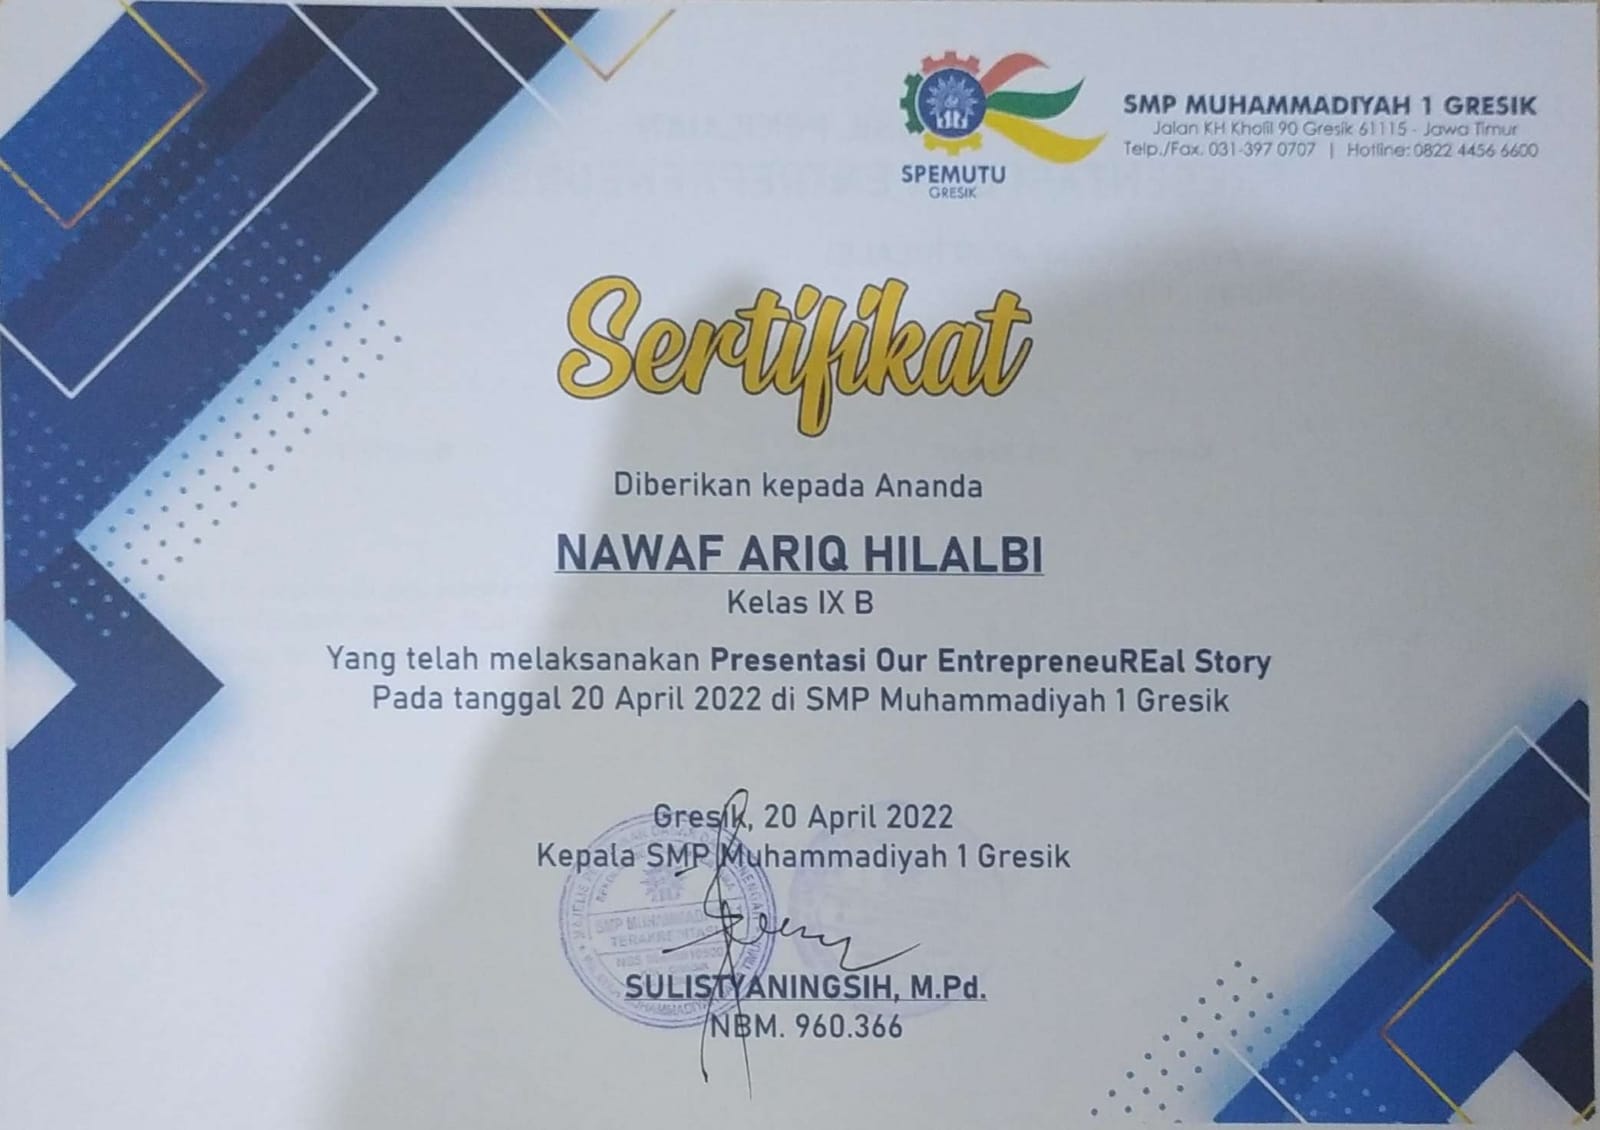 SMP MUHAMMADIYAH 1 GRESIK
Jalan KH Kholil 90 Gresik 61115 - Jawa Timur
Telp./Fax. 031-397 0707 | Hotline: 0822 4456 6600
SPEMUTU
GRESIK
Sertifikat
Diberikan kepada Ananda
NAWAF ARIQ HILALBI
Kelas IX B
Yang telah melaksanakan Presentasi Our EntrepreneuREal Story
Pada tanggal 20 April 2022 di SMP Muhammadiyah 1 Gresik
Gresik, 20 April 2022
Kepala SMP Muhammadiyah 1 Gresik
SMP MUHAMMADI
TERAKREDITASI
SULISTYANINGSIH, M.Pd.
NBM. 960.366